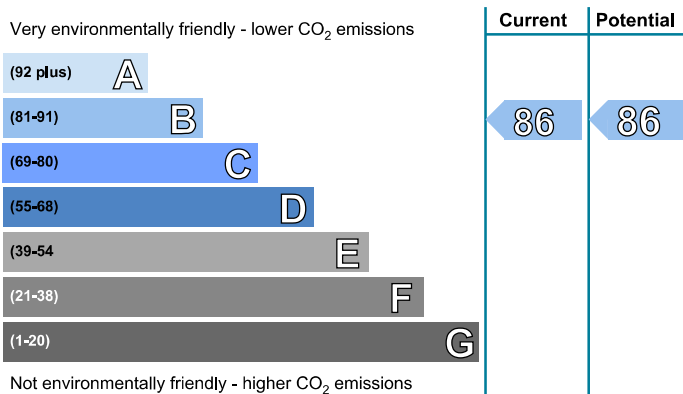 Very environmentally friendly - lower CO2 emissions
Current
Potential
(92 plus) A
(81-91) B
86
86
(69-80) C
(55-68) D
(39-54 E
(21-38) F
(1-20) G
Not environmentally friendly - higher CO2 emissions